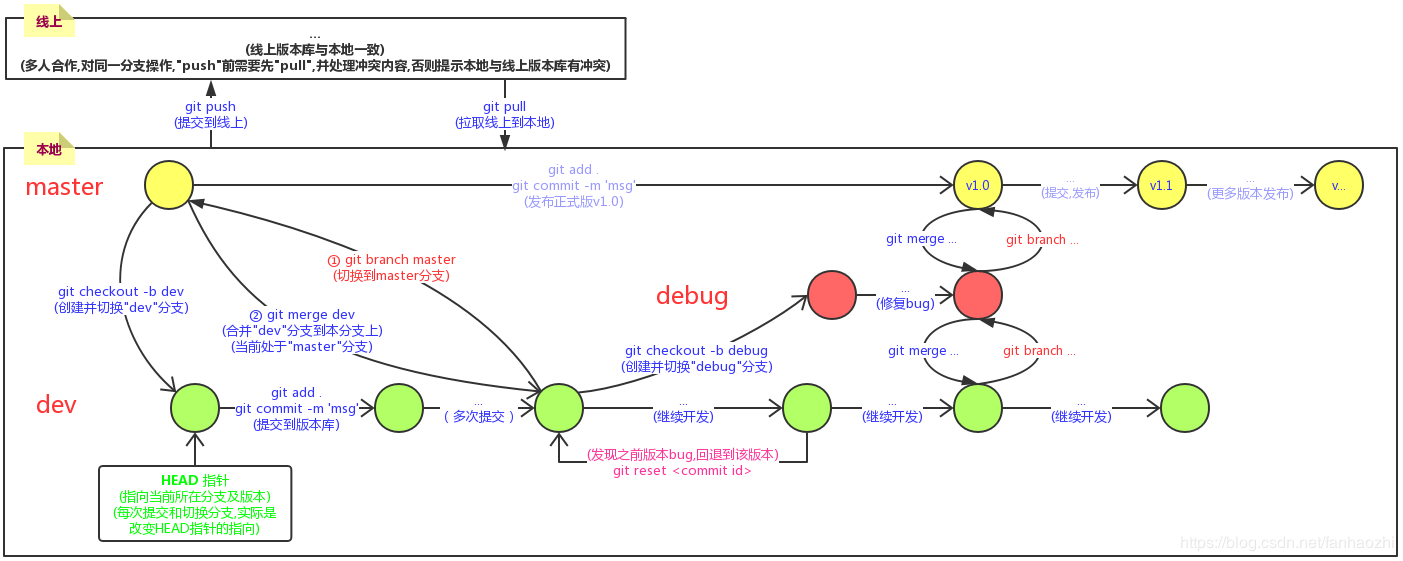 线上
...
(线上版本库与本地一致)
(多人合作,对同一分支操作,"push"前需要先"pull",并处理冲突内容,否则提示本地与线上版本库有冲突)
git push
(提交到线上)
git pull
(拉取线上到本地)
本地
master
git add .
git commit -m 'msg'
(发布正式版v1.0)
v1.0
...
(提交,发布)
v1.1
...
(更多版本发布)
v...
git merge ...
git branch ...
① git branch master
(切换到master分支)
git checkout -b dev
(创建并切换"dev"分支)
② git merge dev
(合并"dev"分支到本分支上)
(当前处于"master"分支)
debug
...
(修复bug)
git checkout -b debug
(创建并切换"debug"分支)
git merge ...
git branch ...
dev
git add .
git commit -m 'msg'
(提交到版本库)
...
( 多次提交 )
...
(继续开发)
...
(继续开发)
...
(继续开发)
(发现之前版本bug,回退到该版本)
git reset <commit id>
HEAD 指针
(指向当前所在分支及版本)
(每次提交和切换分支,实际是
改变HEAD指针的指向)
https://blog.csdn.net/fanhaozhi